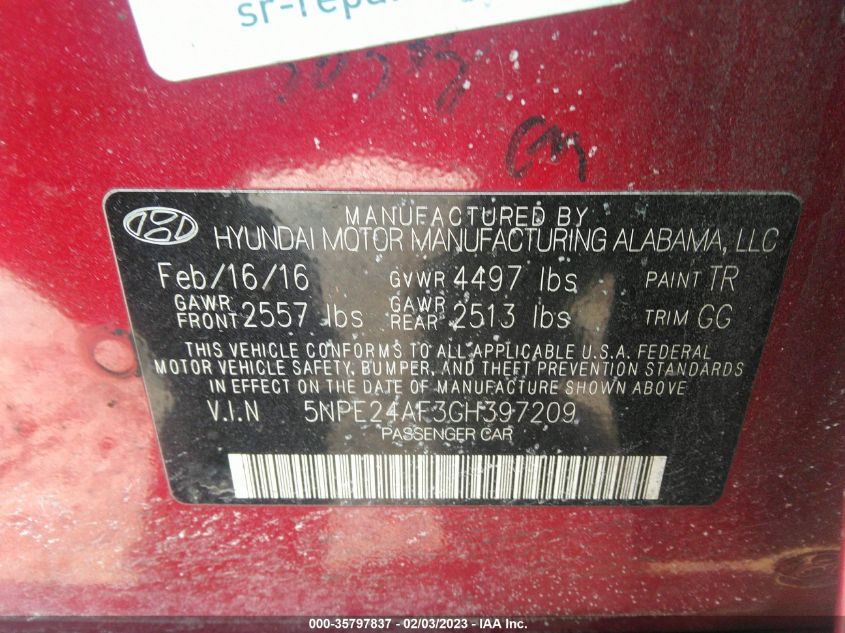 MANUFACTURED BY
HYUNDAI MOTOR MANUFACTURING ALABAMA, LLC
Feb/16/16 GVWR 4497 lbs PAINT TR
GAWR FRONT 2557 lbs GAWR REAR 2513 lbs TRIM GG
THIS VEHICLE CONFORMS TO ALL APPLICABLE U.S.A. FEDERAL
MOTOR VEHICLE SAFETY, BUMPER, AND THEFT PREVENTION STANDARDS
IN EFFECT ON THE DATE OF MANUFACTURE SHOWN ABOVE
V.I.N 5NPE24AF3GH397209
PASSENGER CAR
000-35797837 - 02/03/2023 - IAA Inc.